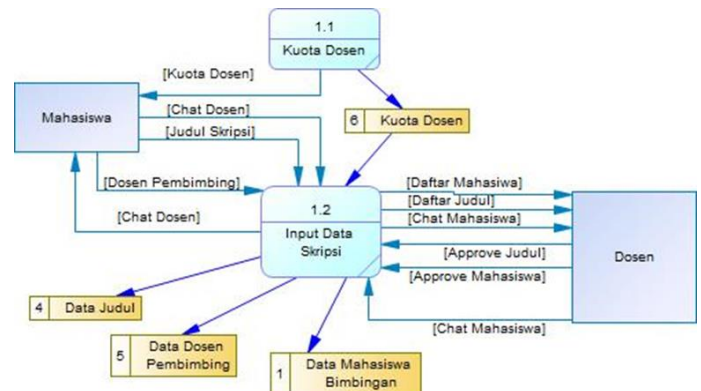 1.1
Kuota Dosen
[Kuota Dosen]
Mahasiswa
[Chat Dosen]
[Judul Skripsi]
6 Kuota Dosen
[Dosen Pembimbing]
[Chat Dosen]
1.2
Input Data
Skripsi
[Daftar Mahasiwa]
[Daftar Judul]
[Chat Mahasiswa]
[Approve Judul]
[Approve Mahasiswa]
[Chat Mahasiswa]
Dosen
4 Data Judul
5 Data Dosen
Pembimbing
1 Data Mahasiswa
Bimbingan